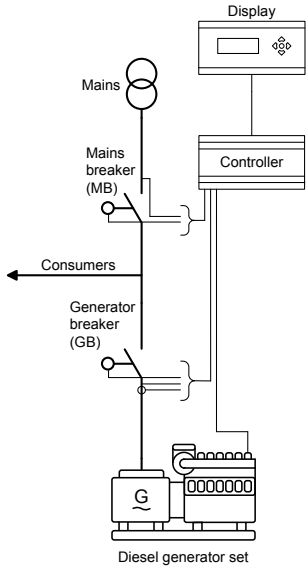 Display
Mains
Controller
Mains
breaker
(MB)
Consumers
Generator
breaker
(GB)
G
~
Diesel generator set